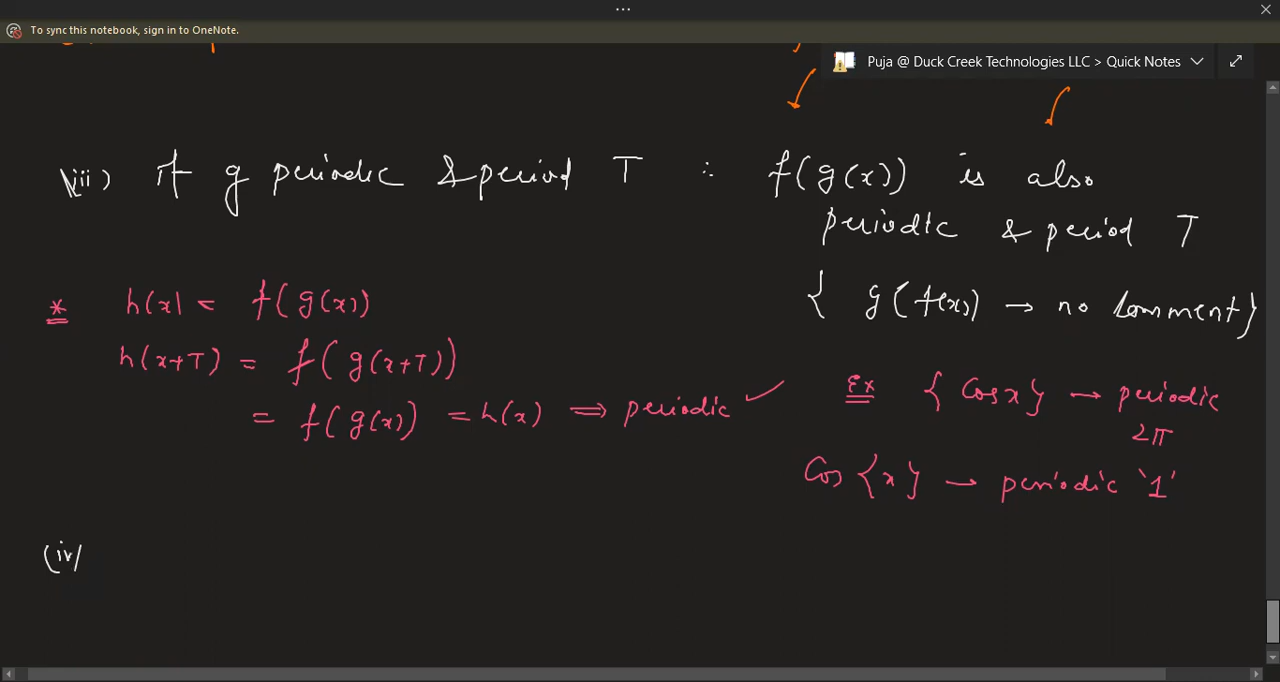 ...
To sync this notebook, sign in to OneNote.
Puja @ Duck Creek Technologies LLC > Quick Notes
(iii) if g periodic & period T ∴ f(g(x)) is also
periodic & period T
{ g(f(x)) → no Comment }
* h(x) = f(g(x))
h(x+T) = f(g(x+T))
= f(g(x)) = h(x) ⟹ periodic ✓
Ex { Cos x } → periodic
2π
Cos {x} → periodic '1'
(iv)